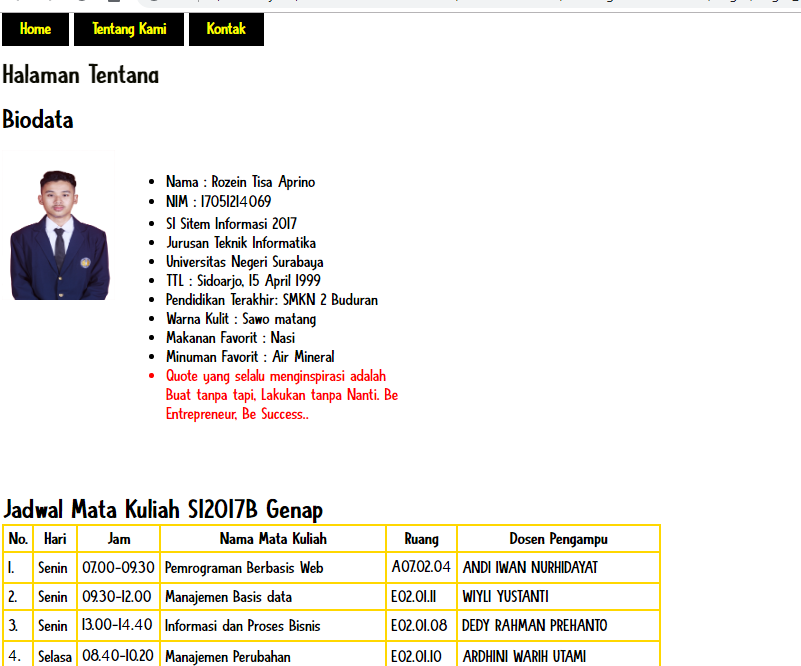 Home Tentang Kami Kontak
Halaman Tentang
Biodata
Nama : Rozein Tisa Aprino
NIM : 17051214069
S1 Sitem Informasi 2017
Jurusan Teknik Informatika
Universitas Negeri Surabaya
TTL : Sidoarjo, 15 April 1999
Pendidikan Terakhir: SMKN 2 Buduran
Warna Kulit : Sawo matang
Makanan Favorit : Nasi
Minuman Favorit : Air Mineral
Quote yang selalu menginspirasi adalah
Buat tanpa tapi, Lakukan tanpa Nanti. Be
Entrepreneur, Be Success..
Jadwal Mata Kuliah SI2017B Genap
No. Hari Jam Nama Mata Kuliah Ruang Dosen Pengampu
1. Senin 07.00-09.30 Pemrograman Berbasis Web A07.02.04 ANDI IWAN NURHIDAYAT
2. Senin 09.30-12.00 Manajemen Basis data E02.01.11 WIYLI YUSTANTI
3. Senin 13.00-14.40 Informasi dan Proses Bisnis E02.01.08 DEDY RAHMAN PREHANTO
4. Selasa 08.40-10.20 Manajemen Perubahan E02.01.10 ARDHINI WARIH UTAMI